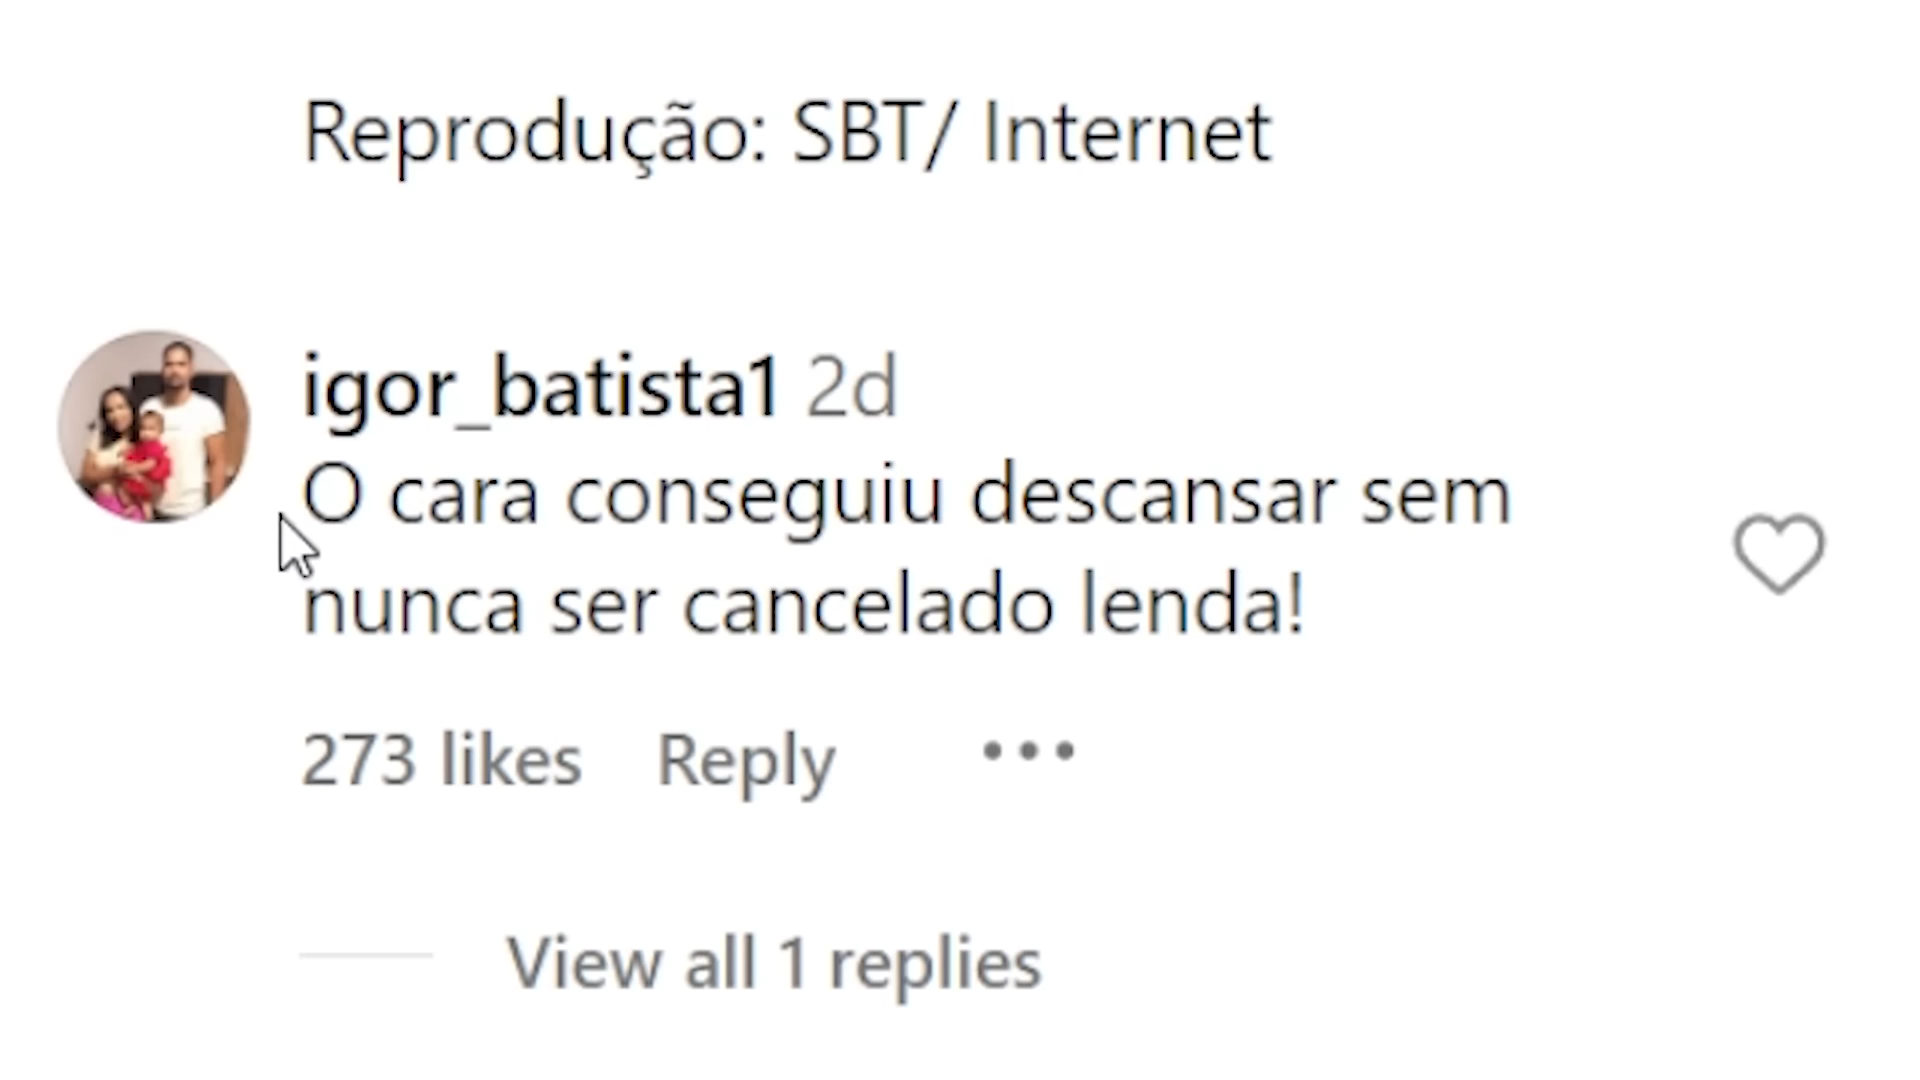 Reprodução: SBT/ Internet
igor_batista1 2d
O cara conseguiu descansar sem
nunca ser cancelado lenda!
273 likes Reply •••
View all 1 replies